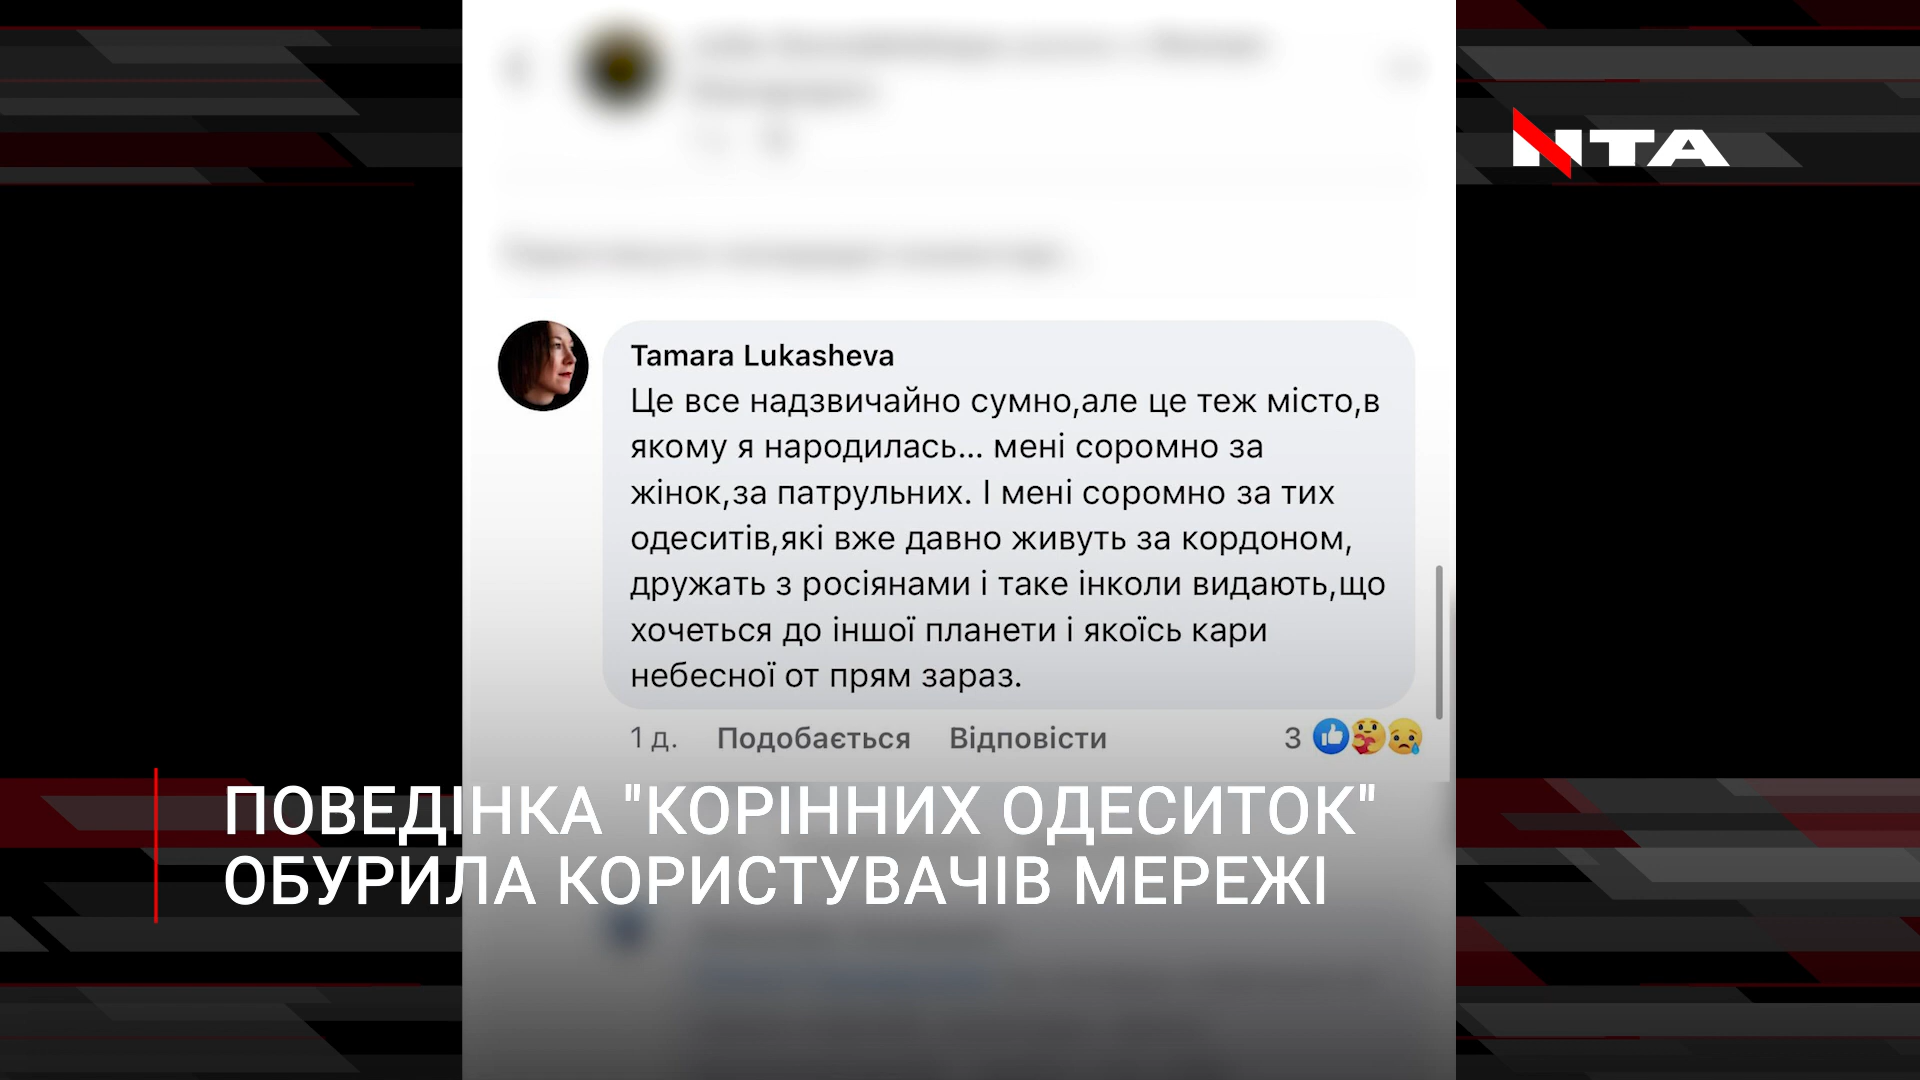 NTA
Tamara Lukasheva
Це все надзвичайно сумно,але це теж місто,в
якому я народилась... мені соромно за
жінок,за патрульних. І мені соромно за тих
одеситів,які вже давно живуть за кордоном,
дружать з росіянами і таке інколи видають,що
хочеться до іншої планети і якоїсь кари
небесної от прям зараз.
1 д. Подобається Відповісти 3
ПОВЕДІНКА "КОРІННИХ ОДЕСИТОК"
ОБУРИЛА КОРИСТУВАЧІВ МЕРЕЖІ